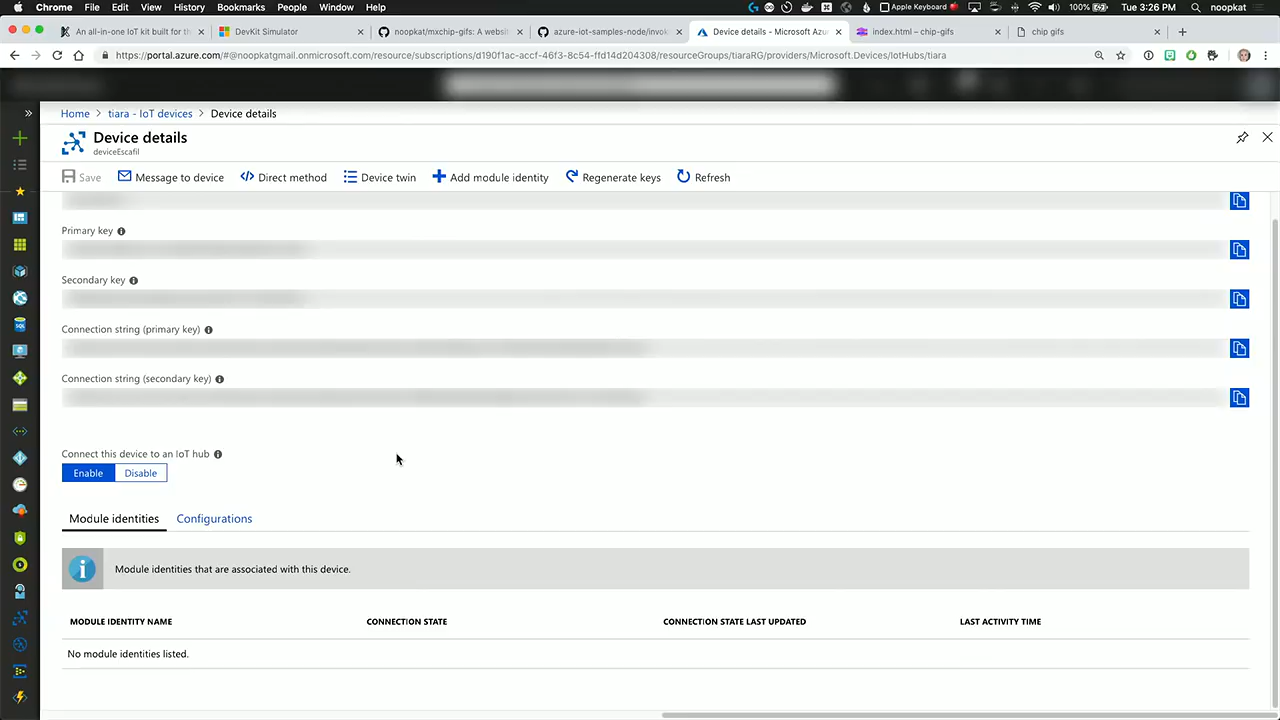 Chrome File Edit View History Bookmarks People Window Help Apple Keyboard 100% Tue 3:26 PM noopkat
An all-in-one IoT kit built for th DevKit Simulator noopkat/mxchip-gifs: A websi azure-iot-samples-node/invok Device details - Microsoft Azu index.html – chip-gifs chip gifs
https://portal.azure.com/#@noopkatgmail.onmicrosoft.com/resource/subscriptions/d190f1ac-accf-46f3-8c54-ffd14d204308/resourceGroups/tiaraRG/providers/Microsoft.Devices/IotHubs/tiara
Home > tiara - IoT devices > Device details
Device details
deviceEscafil
Save Message to device Direct method Device twin Add module identity Regenerate keys Refresh
Primary key
Secondary key
Connection string (primary key)
Connection string (secondary key)
Connect this device to an IoT hub
Enable Disable
Module identities Configurations
Module identities that are associated with this device.
MODULE IDENTITY NAME CONNECTION STATE CONNECTION STATE LAST UPDATED LAST ACTIVITY TIME
No module identities listed.